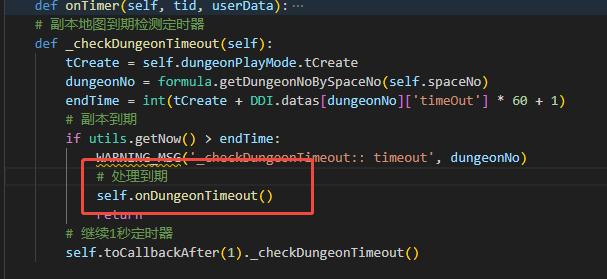 def onTimer(self, tid, userData):…
# 副本地图到期检测定时器
def _checkDungeonTimeout(self):
tCreate = self.dungeonPlayMode.tCreate
dungeonNo = formula.getDungeonNoBySpaceNo(self.spaceNo)
endTime = int(tCreate + DDI.datas[dungeonNo]['timeOut'] * 60 + 1)
# 副本到期
if utils.getNow() > endTime:
WARNING_MSG('_checkDungeonTimeout:: timeout', dungeonNo)
# 处理到期
self.onDungeonTimeout()
return
# 继续1秒定时器
self.toCallbackAfter(1)._checkDungeonTimeout()